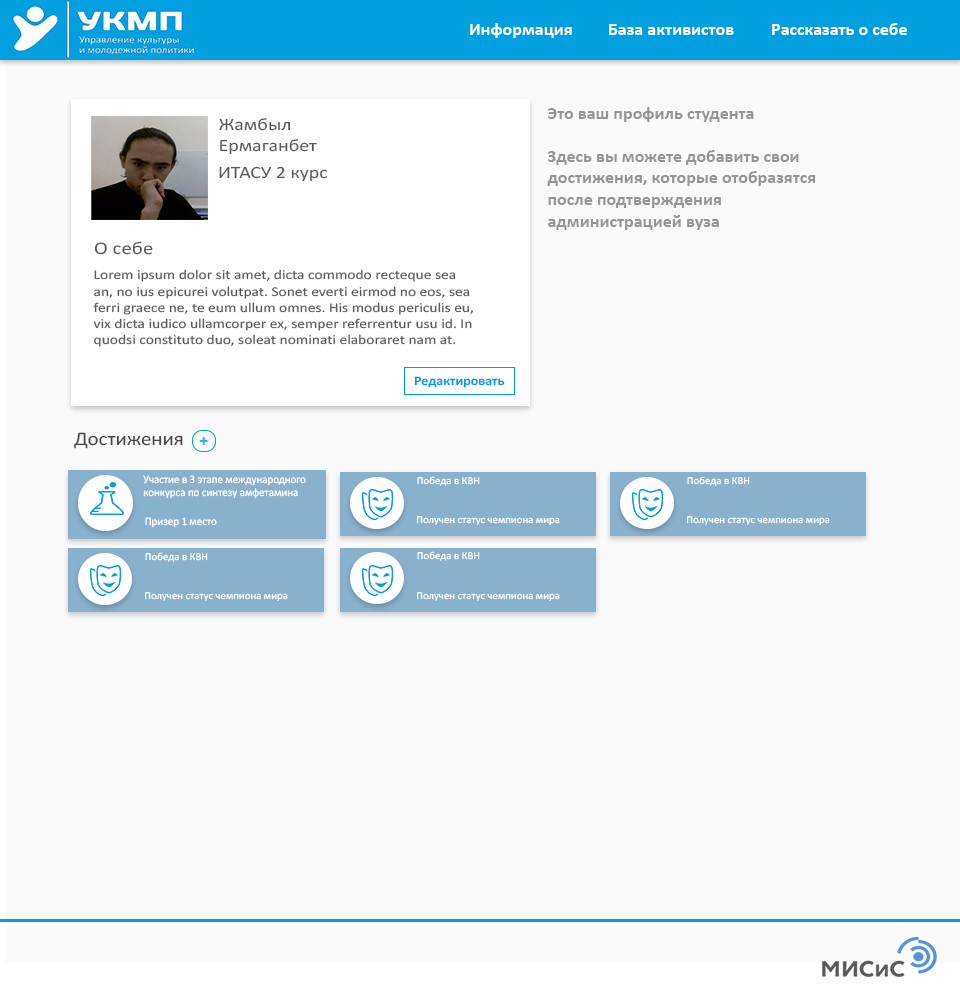 УКМП
Управление культуры
и молодежной политики
Информация
База активистов
Рассказать о себе
Жамбыл
Ермаганбет
ИТАСУ 2 курс
О себе
Lorem ipsum dolor sit amet, dicta commodo recteque sea
an, no ius epicurei volutpat. Sonet everti eirmod no eos, sea
ferri graece ne, te eum ullum omnes. His modus periculis eu,
vix dicta iudico ullamcorper ex, semper referrentur usu id. In
quodsi constituto duo, soleat nominati elaboraret nam at.
Редактировать
Это ваш профиль студента
Здесь вы можете добавить свои
достижения, которые отобразятся
после подтверждения
администрацией вуза
Достижения +
Участие в 3 этапе международного
конкурса по синтезу амфетамина
Призер 1 место
Победа в КВН
Получен статус чемпиона мира
Победа в КВН
Получен статус чемпиона мира
Победа в КВН
Получен статус чемпиона мира
Победа в КВН
Получен статус чемпиона мира
МИСиС